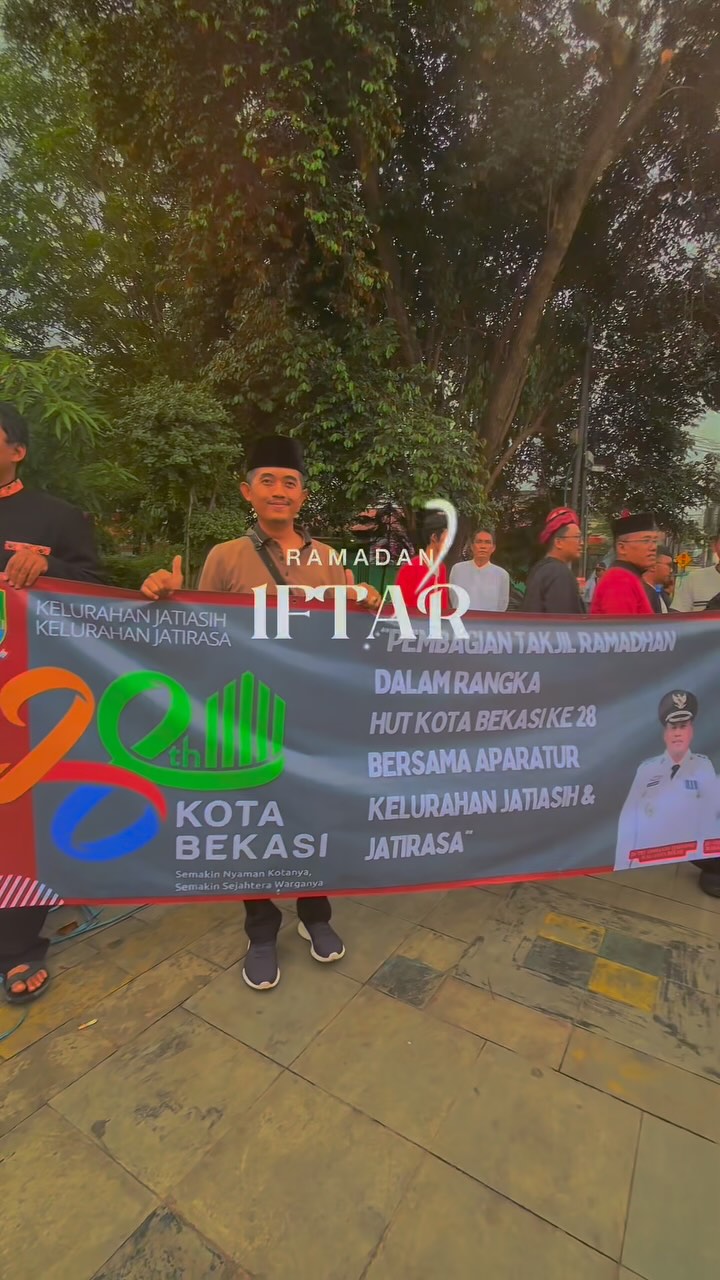 RAMADAN
IFTAR
KELURAHAN JATIASIH
KELURAHAN JATIRASA
28th
KOTA
BEKASI
Semakin Nyaman Kotanya,
Semakin Sejahtera Warganya
"PEMBAGIAN TAKJIL RAMADHAN
DALAM RANGKA
HUT KOTA BEKASI KE 28
BERSAMA APARATUR
KELURAHAN JATIASIH &
JATIRASA"